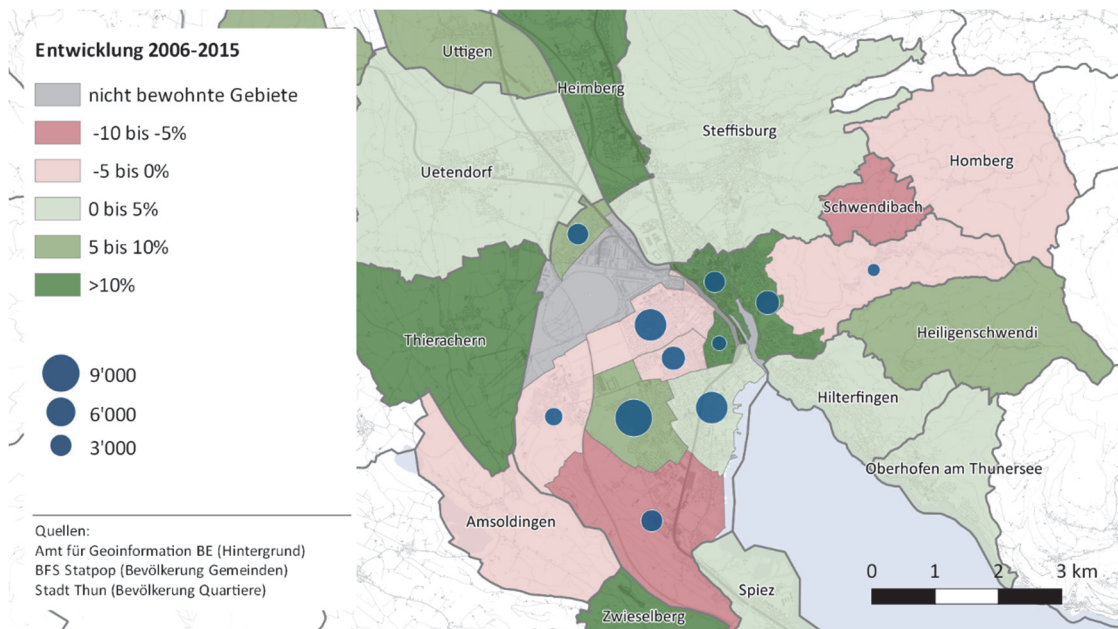 Entwicklung 2006-2015
nicht bewohnte Gebiete
-10 bis -5%
-5 bis 0%
0 bis 5%
5 bis 10%
>10%
9'000
6'000
3'000
Quellen:
Amt für Geoinformation BE (Hintergrund)
BFS Statpop (Bevölkerung Gemeinden)
Stadt Thun (Bevölkerung Quartiere)
Uttigen
Heimberg
Steffisburg
Homberg
Uetendorf
Schwendibach
Thierachern
Heiligenschwendi
Hilterfingen
Oberhofen am Thunersee
Amsoldingen
Spiez
Zwieselberg
0 1 2 3 km